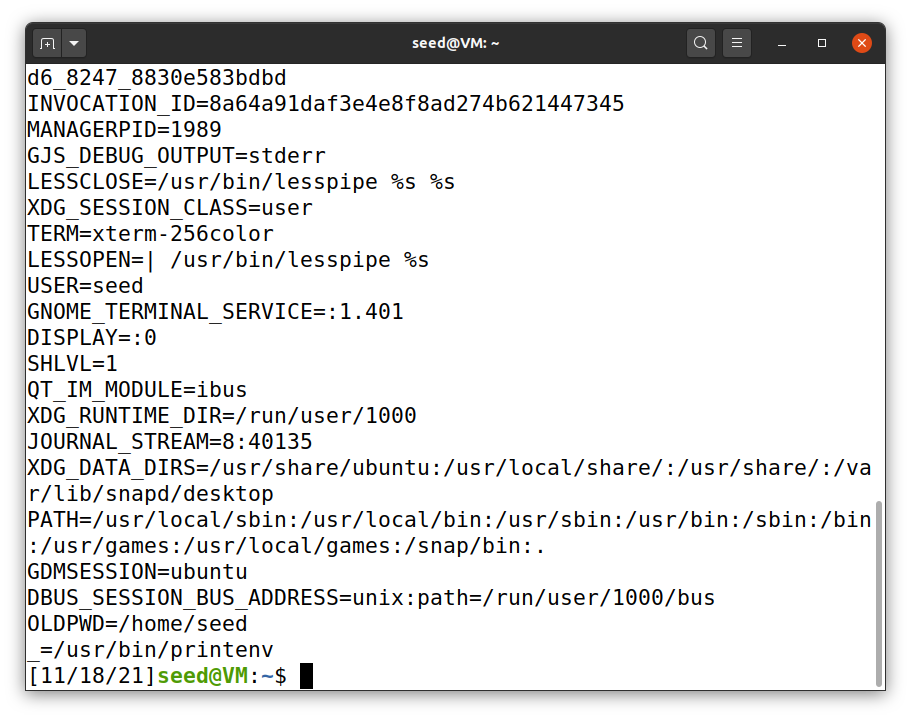 seed@VM: ~
d6_8247_8830e583bdbd
INVOCATION_ID=8a64a91daf3e4e8f8ad274b621447345
MANAGERPID=1989
GJS_DEBUG_OUTPUT=stderr
LESSCLOSE=/usr/bin/lesspipe %s %s
XDG_SESSION_CLASS=user
TERM=xterm-256color
LESSOPEN=| /usr/bin/lesspipe %s
USER=seed
GNOME_TERMINAL_SERVICE=:1.401
DISPLAY=:0
SHLVL=1
QT_IM_MODULE=ibus
XDG_RUNTIME_DIR=/run/user/1000
JOURNAL_STREAM=8:40135
XDG_DATA_DIRS=/usr/share/ubuntu:/usr/local/share/:/usr/share/:/va
r/lib/snapd/desktop
PATH=/usr/local/sbin:/usr/local/bin:/usr/sbin:/usr/bin:/sbin:/bin
:/usr/games:/usr/local/games:/snap/bin:.
GDMSESSION=ubuntu
DBUS_SESSION_BUS_ADDRESS=unix:path=/run/user/1000/bus
OLDPWD=/home/seed
_=/usr/bin/printenv
[11/18/21]seed@VM:~$